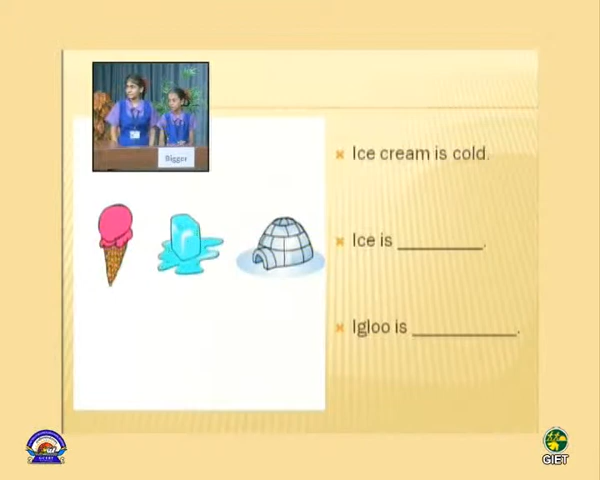 Bigger
Ice cream is cold.
Ice is _________.
Igloo is ___________.
GIET